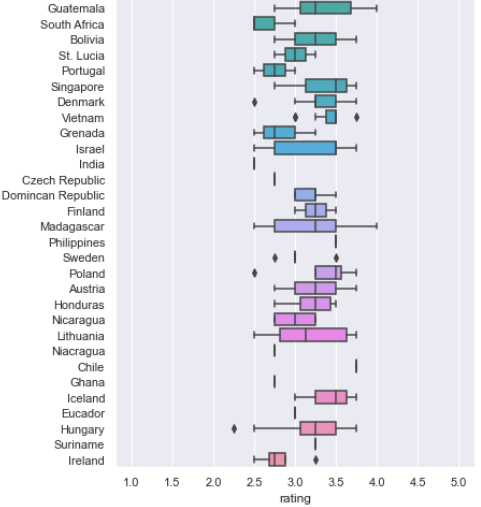 Guatemala
South Africa
Bolivia
St. Lucia
Portugal
Singapore
Denmark
Vietnam
Grenada
Israel
India
Czech Republic
Domincan Republic
Finland
Madagascar
Philippines
Sweden
Poland
Austria
Honduras
Nicaragua
Lithuania
Niacragua
Chile
Ghana
Iceland
Eucador
Hungary
Suriname
Ireland
1.0 1.5 2.0 2.5 3.0 3.5 4.0 4.5 5.0
rating